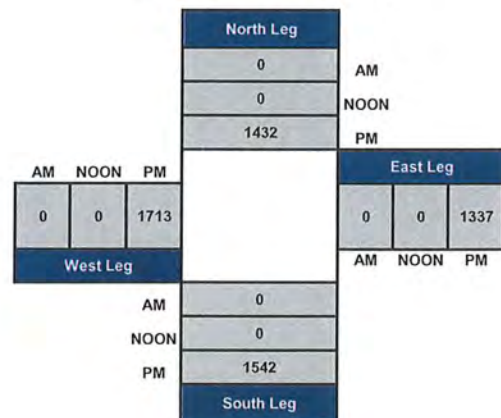 North Leg
0 AM
0 NOON
1432 PM
AM NOON PM
East Leg
0 0 1713
0 0 1337
West Leg
AM NOON PM
AM 0
NOON 0
PM 1542
South Leg